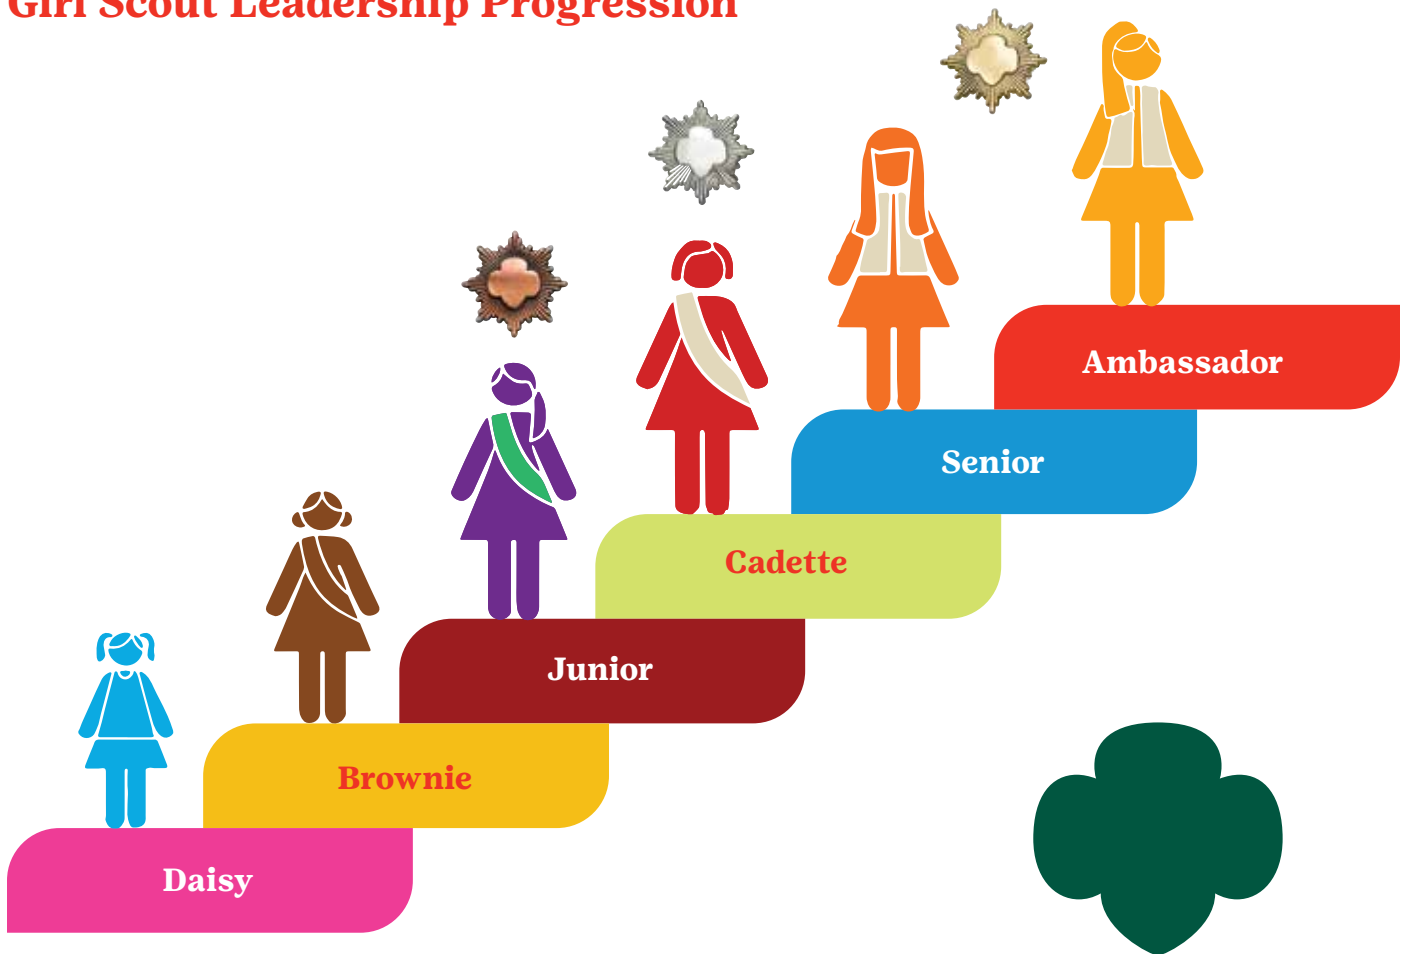 Girl Scout Leadership Progression
Ambassador
Senior
Cadette
Junior
Brownie
Daisy